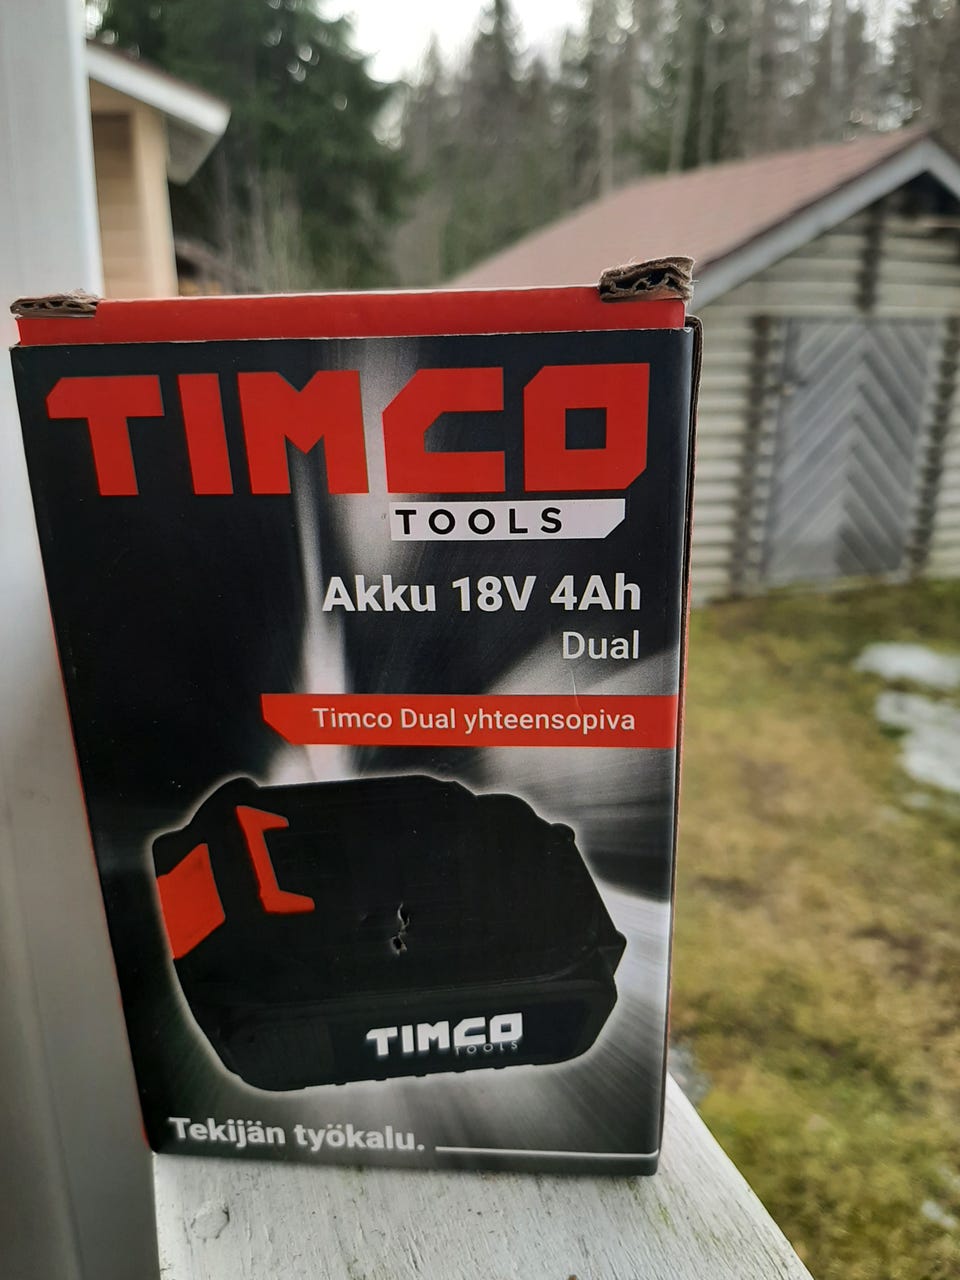 TIMCO
TOOLS
Akku 18V 4Ah
Dual
Timco Dual yhteensopiva
TIMCO
TOOLS
Tekijän työkalu.